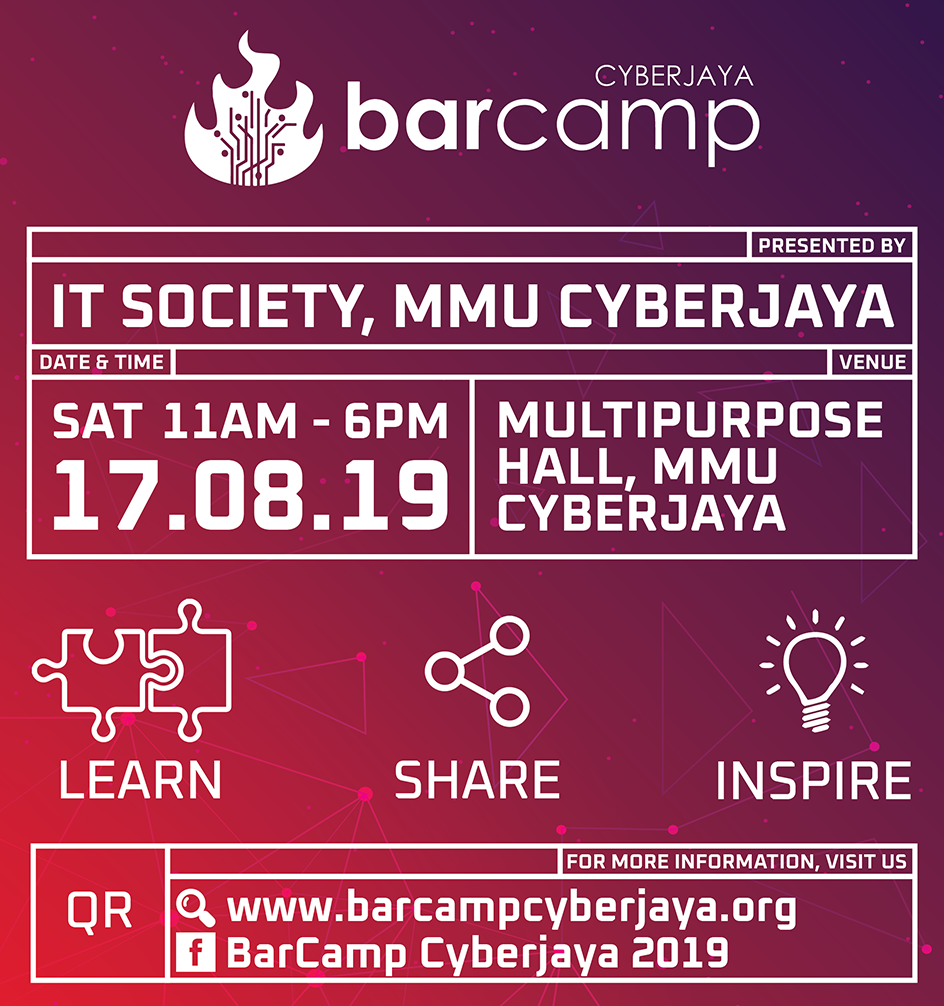 CYBERJAYA
barcamp
PRESENTED BY
IT SOCIETY, MMU CYBERJAYA
DATE & TIME
SAT 11AM - 6PM
17.08.19
VENUE
MULTIPURPOSE
HALL, MMU
CYBERJAYA
LEARN
SHARE
INSPIRE
QR
FOR MORE INFORMATION, VISIT US
www.barcampcyberjaya.org
f BarCamp Cyberjaya 2019